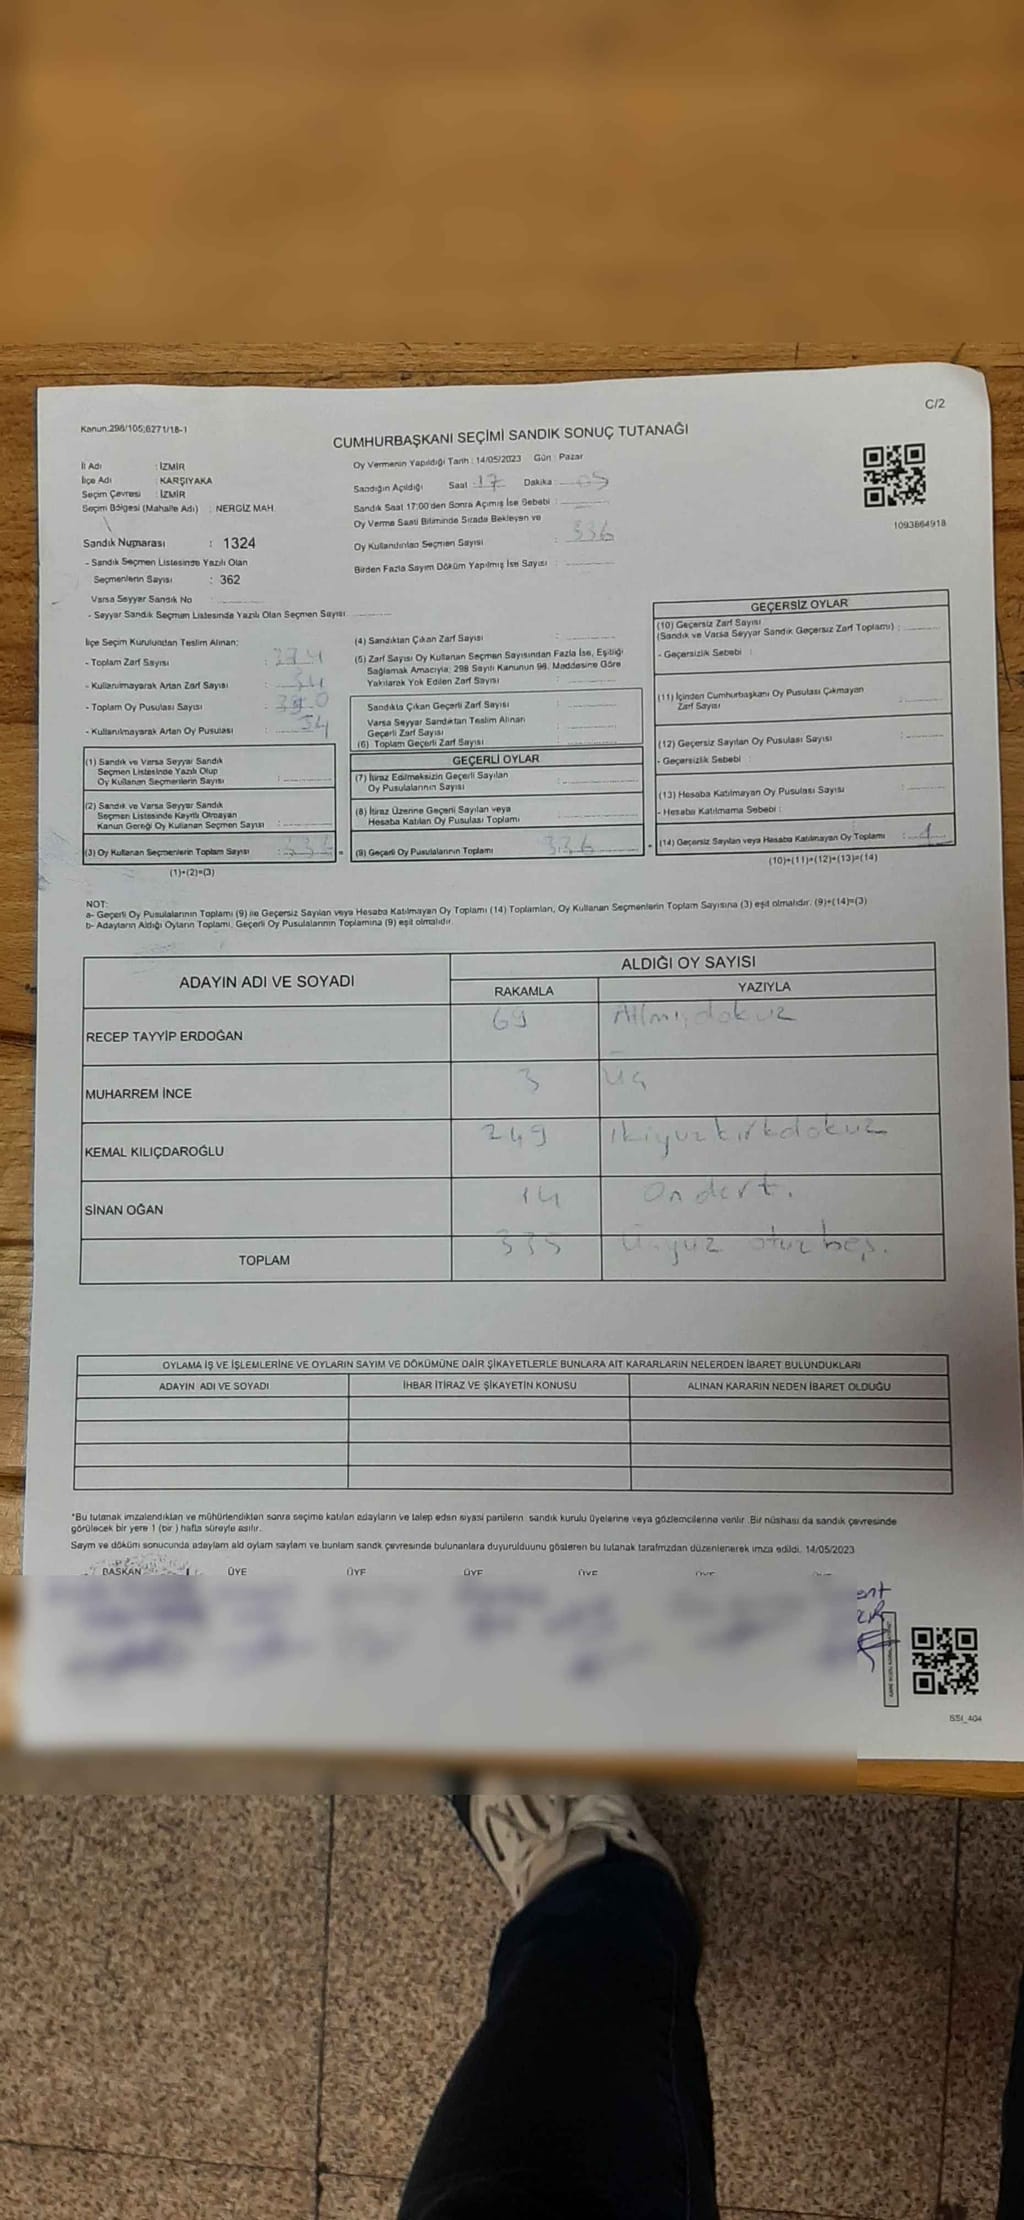 C/2
Kanun:298/105;6271/18-1
CUMHURBAŞKANI SEÇİMİ SANDIK SONUÇ TUTANAĞI
İl Adı : İZMİR
İlçe Adı : KARŞIYAKA
Seçim Çevresi : İZMİR
Seçim Bölgesi (Mahalle Adı) : NERGİZ MAH.
Sandık Numarası : 1324
- Sandık Seçmen Listesinde Yazılı Olan
Seçmenlerin Sayısı : 362
Varsa Seyyar Sandık No
- Seyyar Sandık Seçmen Listesinde Yazılı Olan Seçmen Sayısı
Oy Vermenin Yapıldığı Tarih : 14/05/2023 Gün : Pazar
Sandığın Açıldığı Saat 17 Dakika : 05
Sandık Saat 17:00'den Sonra Açımış İse Sebebi :
Oy Verme Saati Bitiminde Sırada Bekleyen ve
Oy Kullandırılan Seçmen Sayısı : 336
Birden Fazla Sayım Döküm Yapılmış İse Sayısı :
1093864918
İlçe Seçim Kurulundan Teslim Alınan:
- Toplam Zarf Sayısı :
- Kullanılmayarak Artan Zarf Sayısı : 34
- Toplam Oy Pusulası Sayısı :
- Kullanılmayarak Artan Oy Pusulası : 34
(1) Sandık ve Varsa Seyyar Sandık
Seçmen Listesinde Yazılı Olup
Oy Kullanan Seçmenlerin Sayısı :
(2) Sandık ve Varsa Seyyar Sandık
Seçmen Listesinde Kayıtlı Olmayan
Kanun Gereği Oy Kullanan Seçmen Sayısı :
(3) Oy Kullanan Seçmenlerin Toplam Sayısı : =
(1)+(2)=(3)
(4) Sandıktan Çıkan Zarf Sayısı :
(5) Zarf Sayısı Oy Kullanan Seçmen Sayısından Fazla İse, Eşitliği
Sağlamak Amacıyla; 298 Sayılı Kanunun 98. Maddesine Göre
Yakılarak Yok Edilen Zarf Sayısı :
Sandıkta Çıkan Geçerli Zarf Sayısı :
Varsa Seyyar Sandıktan Teslim Alınan
Geçerli Zarf Sayısı :
(6) Toplam Geçerli Zarf Sayısı :
GEÇERLİ OYLAR
(7) İtiraz Edilmeksizin Geçerli Sayılan
Oy Pusulalarının Sayısı :
(8) İtiraz Üzerine Geçerli Sayılan veya
Hesaba Katılan Oy Pusulası Toplamı :
(9) Geçerli Oy Pusulalarının Toplamı 336
GEÇERSİZ OYLAR
(10) Geçersiz Zarf Sayısı
(Sandık ve Varsa Seyyar Sandık Geçersiz Zarf Toplamı) :
- Geçersizlik Sebebi :
(11) İçinden Cumhurbaşkanı Oy Pusulası Çıkmayan
Zarf Sayısı :
(12) Geçersiz Sayılan Oy Pusulası Sayısı :
- Geçersizlik Sebebi :
(13) Hesaba Katılmayan Oy Pusulası Sayısı :
- Hesaba Katılmama Sebebi :
(14) Geçersiz Sayılan veya Hesaba Katılmayan Oy Toplamı : 1
(10)+(11)+(12)+(13)=(14)
NOT:
a- Geçerli Oy Pusulalarının Toplamı (9) ile Geçersiz Sayılan veya Hesaba Katılmayan Oy Toplamı (14) Toplamları, Oy Kullanan Seçmenlerin Toplam Sayısına (3) eşit olmalıdır. (9)+(14)=(3)
b- Adayların Aldığı Oyların Toplamı, Geçerli Oy Pusulalarının Toplamına (9) eşit olmalıdır.
ADAYIN ADI VE SOYADI
ALDIĞI OY SAYISI
RAKAMLA YAZIYLA
RECEP TAYYİP ERDOĞAN 69 Altmışdokuz
MUHARREM İNCE 3 üç
KEMAL KILIÇDAROĞLU 249 ikiyuzkırkdokuz
SİNAN OĞAN 14 Ondört.
TOPLAM 335 Üçyüz otuzbeş.
OYLAMA İŞ VE İŞLEMLERİNE VE OYLARIN SAYIM VE DÖKÜMÜNE DAİR ŞİKAYETLERLE BUNLARA AİT KARARLARIN NELERDEN İBARET BULUNDUKLARI
ADAYIN ADI VE SOYADI İHBAR İTİRAZ VE ŞİKAYETİN KONUSU ALINAN KARARIN NEDEN İBARET OLDUĞU
*Bu tutanak imzalandıktan ve mühürlendikten sonra seçime katılan adayların ve talep eden siyasi partilerin sandık kurulu üyelerine veya gözlemcilerine verilir. Bir nüshası da sandık çevresinde
görülecek bir yere 1 (bir ) hafta süreyle asılır.
Sayım ve döküm sonucunda adayların ald oyların sayıları ve bunların sandk çevresinde bulunanlara duyurulduunu gösteren bu tutanak tarafmzdan düzenlenerek imza edildi. 14/05/2023
BAŞKAN ÜYE ÜYE ÜYE ÜYE
SSI_404